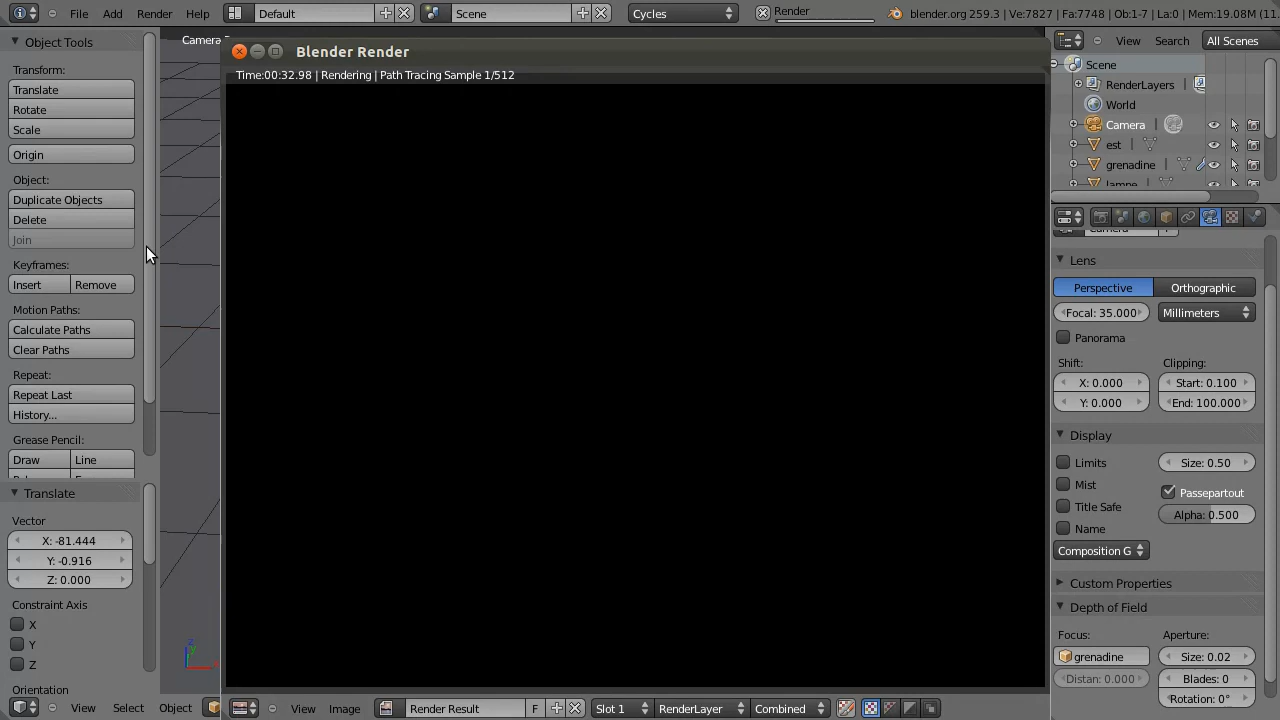 File Add Render Help Default Scene Cycles Render blender.org 259.3 | Ve:7827 | Fa:7748 | Ob:1-7 | La:0 | Mem:19.08M (11.
Object Tools
Transform:
Translate
Rotate
Scale
Origin
Object:
Duplicate Objects
Delete
Join
Keyframes:
Insert Remove
Motion Paths:
Calculate Paths
Clear Paths
Repeat:
Repeat Last
History...
Grease Pencil:
Draw Line
Translate
Vector
X: -81.444
Y: -0.916
Z: 0.000
Constraint Axis
X
Y
Z
Orientation
View Select Object
Camera
Blender Render
Time:00:32.98 | Rendering | Path Tracing Sample 1/512
View Image Render Result F Slot 1 RenderLayer Combined
View Search All Scenes
Scene
RenderLayers
World
Camera
est
grenadine
lampe
Camera F
Lens
Perspective Orthographic
Focal: 35.000 Millimeters
Panorama
Shift: Clipping:
X: 0.000 Start: 0.100
Y: 0.000 End: 100.000
Display
Limits Size: 0.50
Mist Passepartout
Title Safe Alpha: 0.500
Name
Composition G
Custom Properties
Depth of Field
Focus: Aperture:
grenadine Size: 0.02
Distan: 0.000 Blades: 0
Rotation: 0°